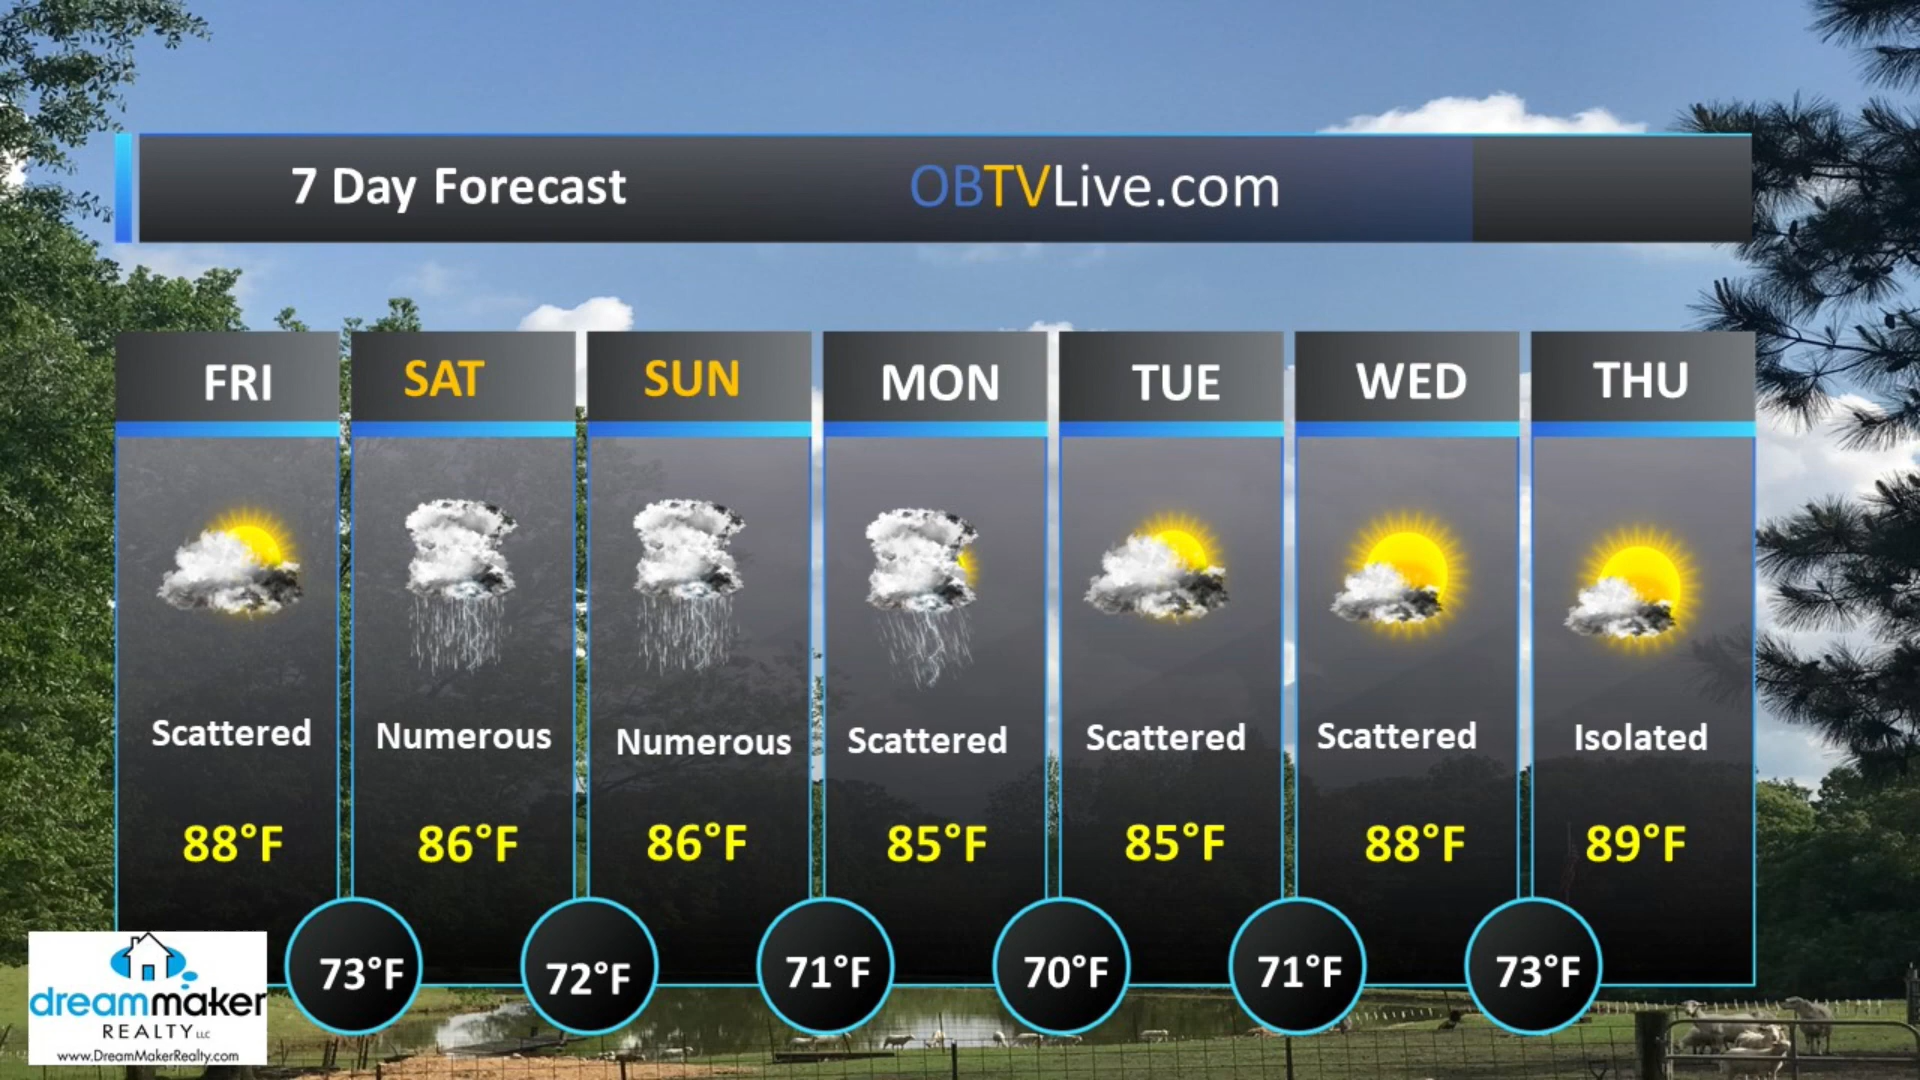 7 Day Forecast
OBTVLive.com
FRI SAT SUN MON TUE WED THU
Scattered Numerous Numerous Scattered Scattered Scattered Isolated
88°F 86°F 86°F 85°F 85°F 88°F 89°F
73°F 72°F 71°F 70°F 71°F 73°F
dreammaker
REALTY LLC
www.DreamMakerRealty.com